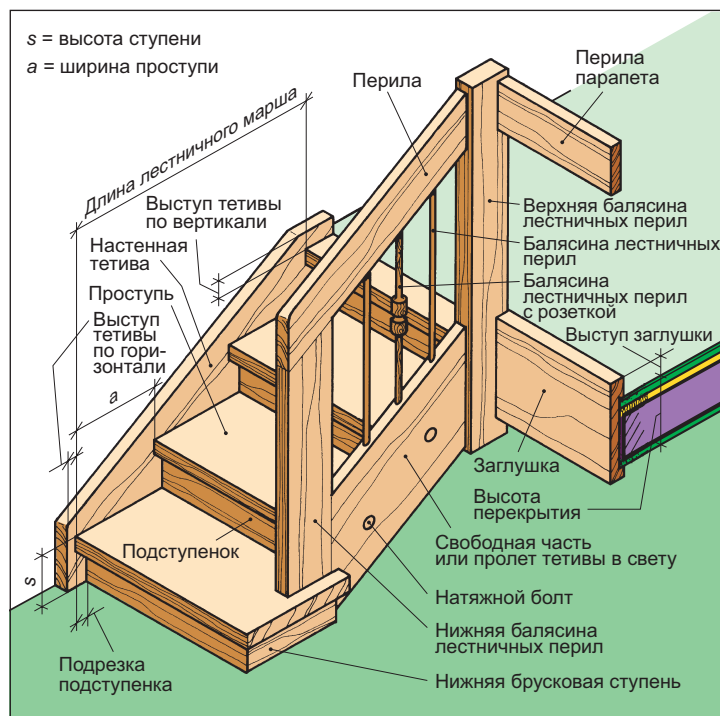 s = высота ступени
a = ширина проступи
Перила
Перила
парапета
Длина лестничного марша
Выступ тетивы
по вертикали
Настенная
тетива
Проступь
Выступ
тетивы
по гори-
зонтали
a
Верхняя балясина
лестничных перил
Балясина лестничных
перил
Балясина
лестничных перил
с розеткой
Выступ заглушки
Заглушка
Высота
перекрытия
Подступенок
Свободная часть
или пролет тетивы в свету
s
Натяжной болт
Нижняя балясина
лестничных перил
Подрезка
подступенка
Нижняя брусковая ступень